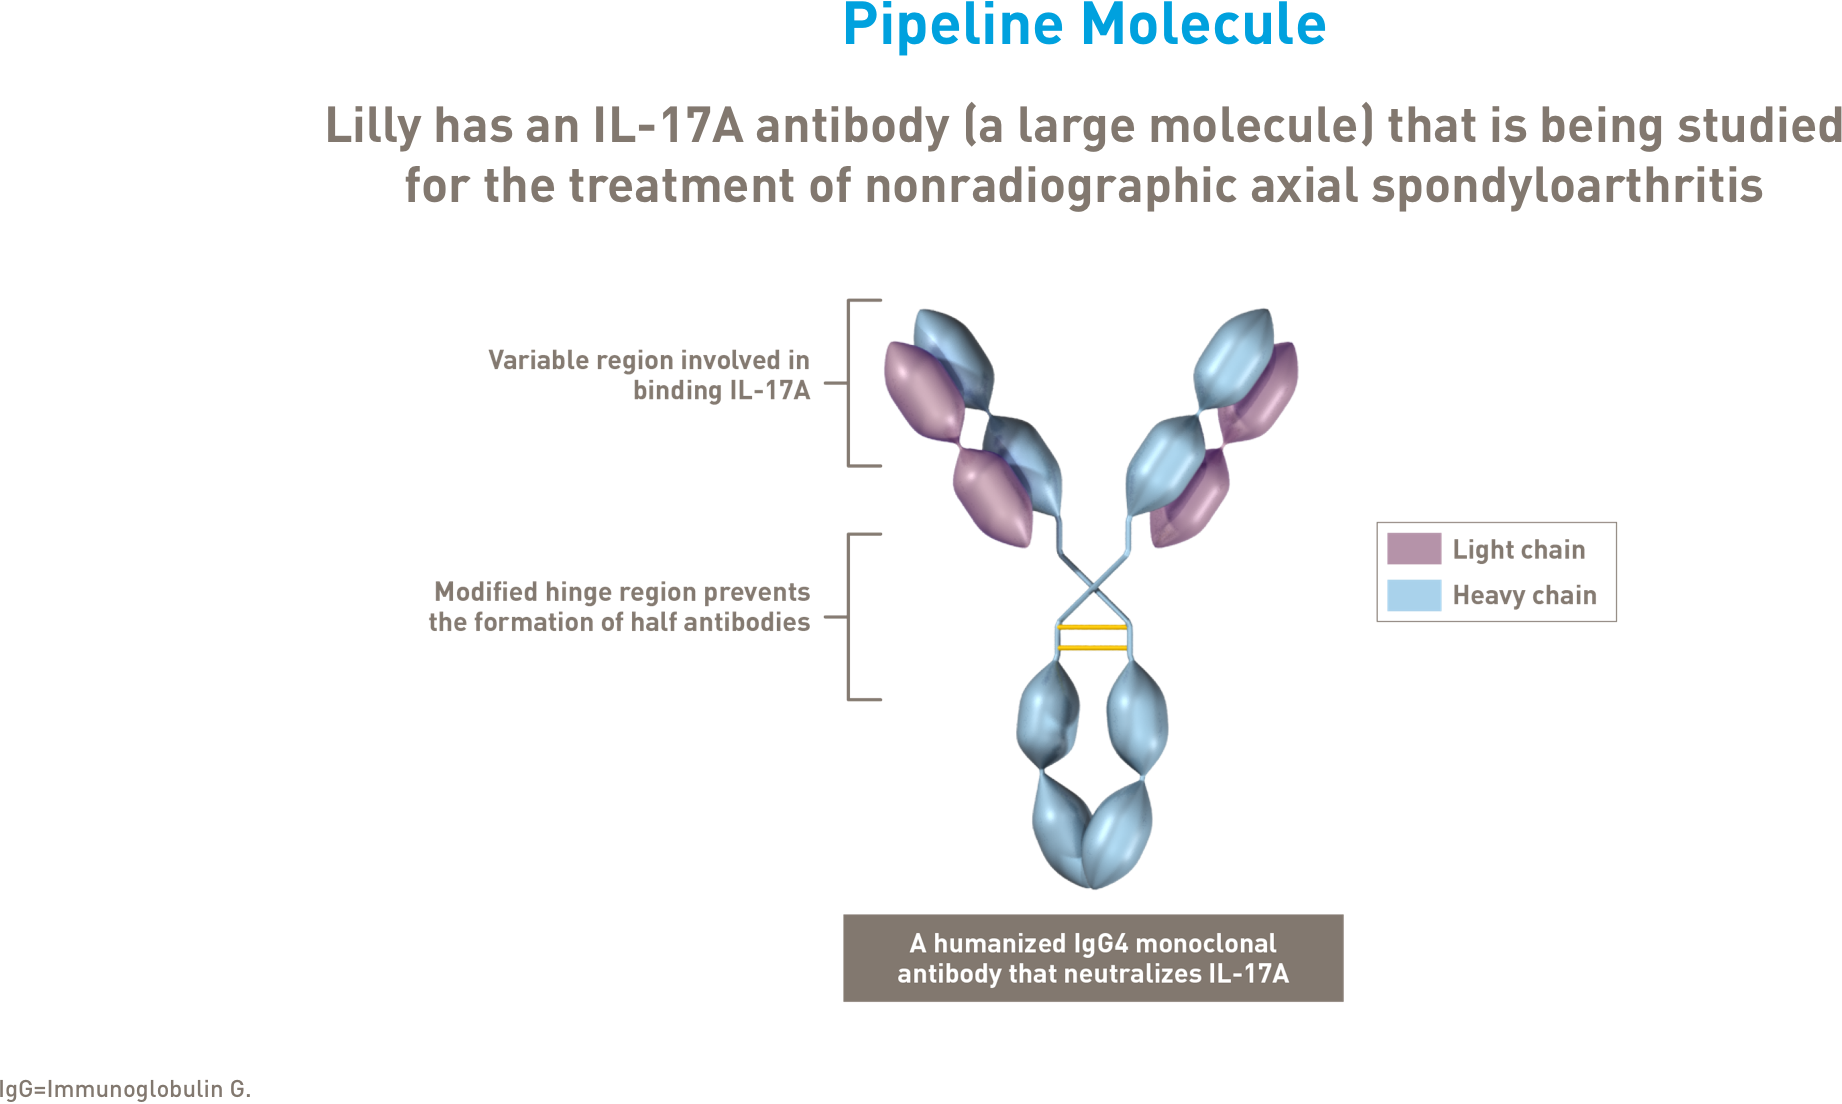 Pipeline Molecule
Lilly has an IL-17A antibody (a large molecule) that is being studied
for the treatment of nonradiographic axial spondyloarthritis
Variable region involved in
binding IL-17A
Modified hinge region prevents
the formation of half antibodies
Light chain
Heavy chain
A humanized IgG4 monoclonal
antibody that neutralizes IL-17A
IgG=Immunoglobulin G.